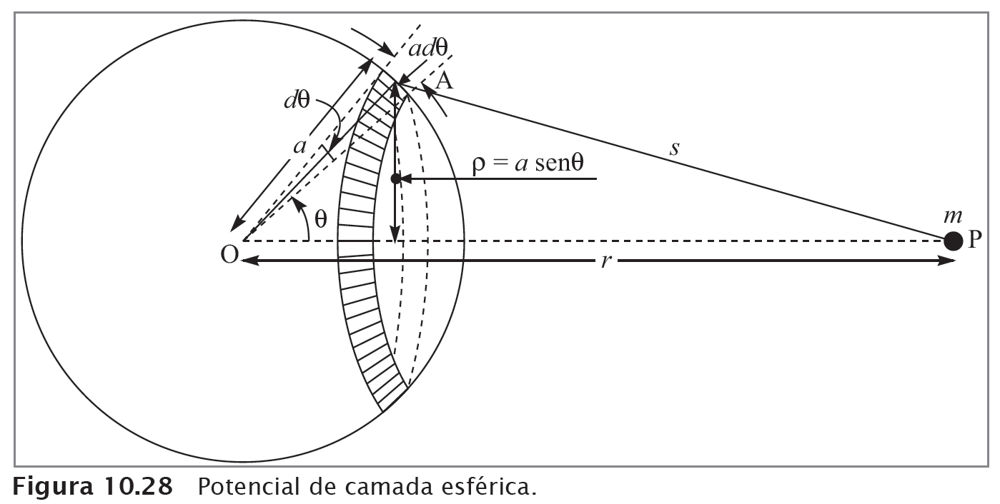 adθ
A
dθ
a
s
ρ = a senθ
θ
m
P
O
r
Figura 10.28 Potencial de camada esférica.